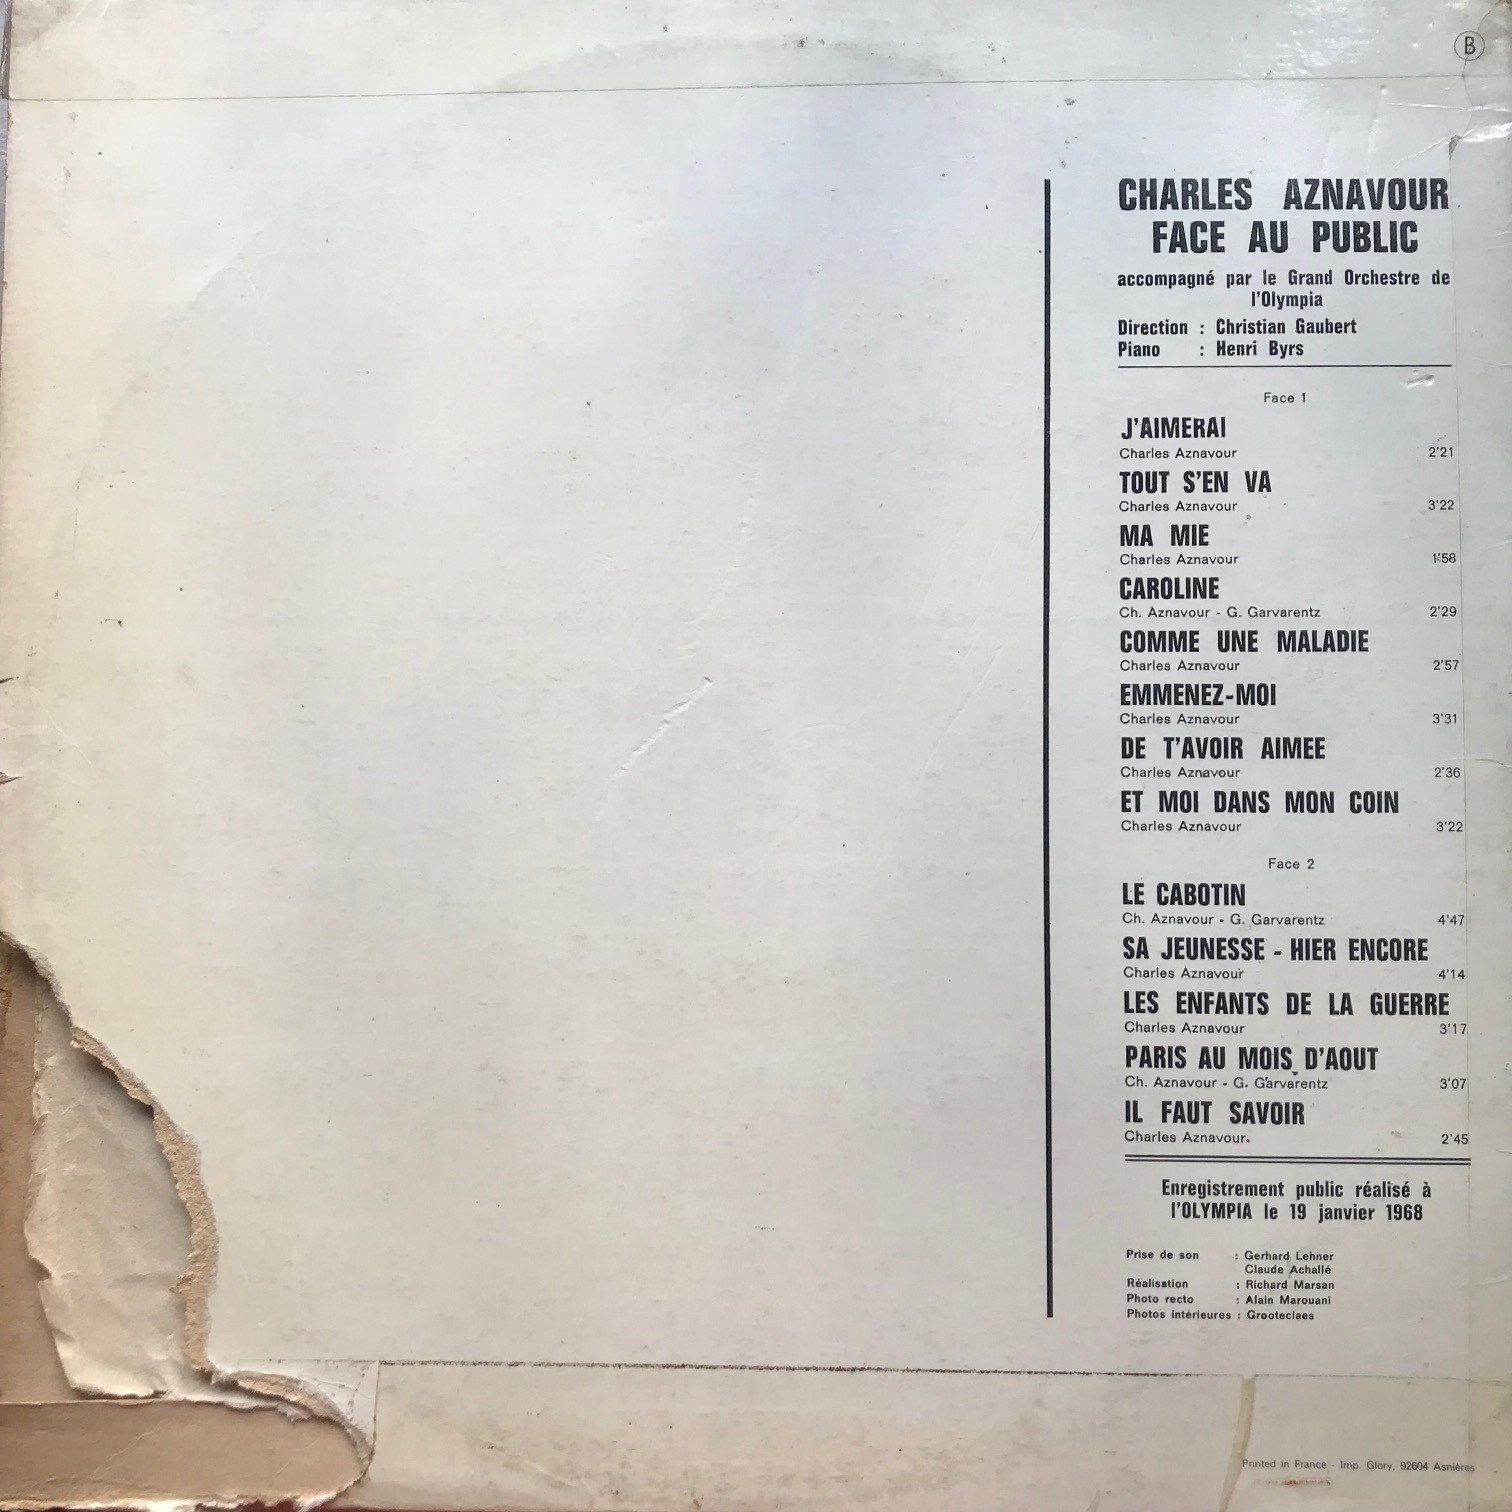 B
CHARLES AZNAVOUR
FACE AU PUBLIC
accompagné par le Grand Orchestre de
l'Olympia
Direction : Christian Gaubert
Piano : Henri Byrs
Face 1
J'AIMERAI
Charles Aznavour 2'21
TOUT S'EN VA
Charles Aznavour 3'22
MA MIE
Charles Aznavour 1'58
CAROLINE
Ch. Aznavour - G. Garvarentz 2'29
COMME UNE MALADIE
Charles Aznavour 2'57
EMMENEZ-MOI
Charles Aznavour 3'31
DE T'AVOIR AIMEE
Charles Aznavour 2'36
ET MOI DANS MON COIN
Charles Aznavour 3'22
Face 2
LE CABOTIN
Ch. Aznavour - G. Garvarentz 4'47
SA JEUNESSE - HIER ENCORE
Charles Aznavour 4'14
LES ENFANTS DE LA GUERRE
Charles Aznavour 3'17
PARIS AU MOIS D'AOUT
Ch. Aznavour - G. Garvarentz 3'07
IL FAUT SAVOIR
Charles Aznavour. 2'45
Enregistrement public réalisé à
l'OLYMPIA le 19 janvier 1968
Prise de son : Gerhard Lehner
Claude Achallé
Réalisation : Richard Marsan
Photo recto : Alain Marouani
Photos intérieures : Grooteclaes
Printed in France - Imp. Glory, 92604 Asnières